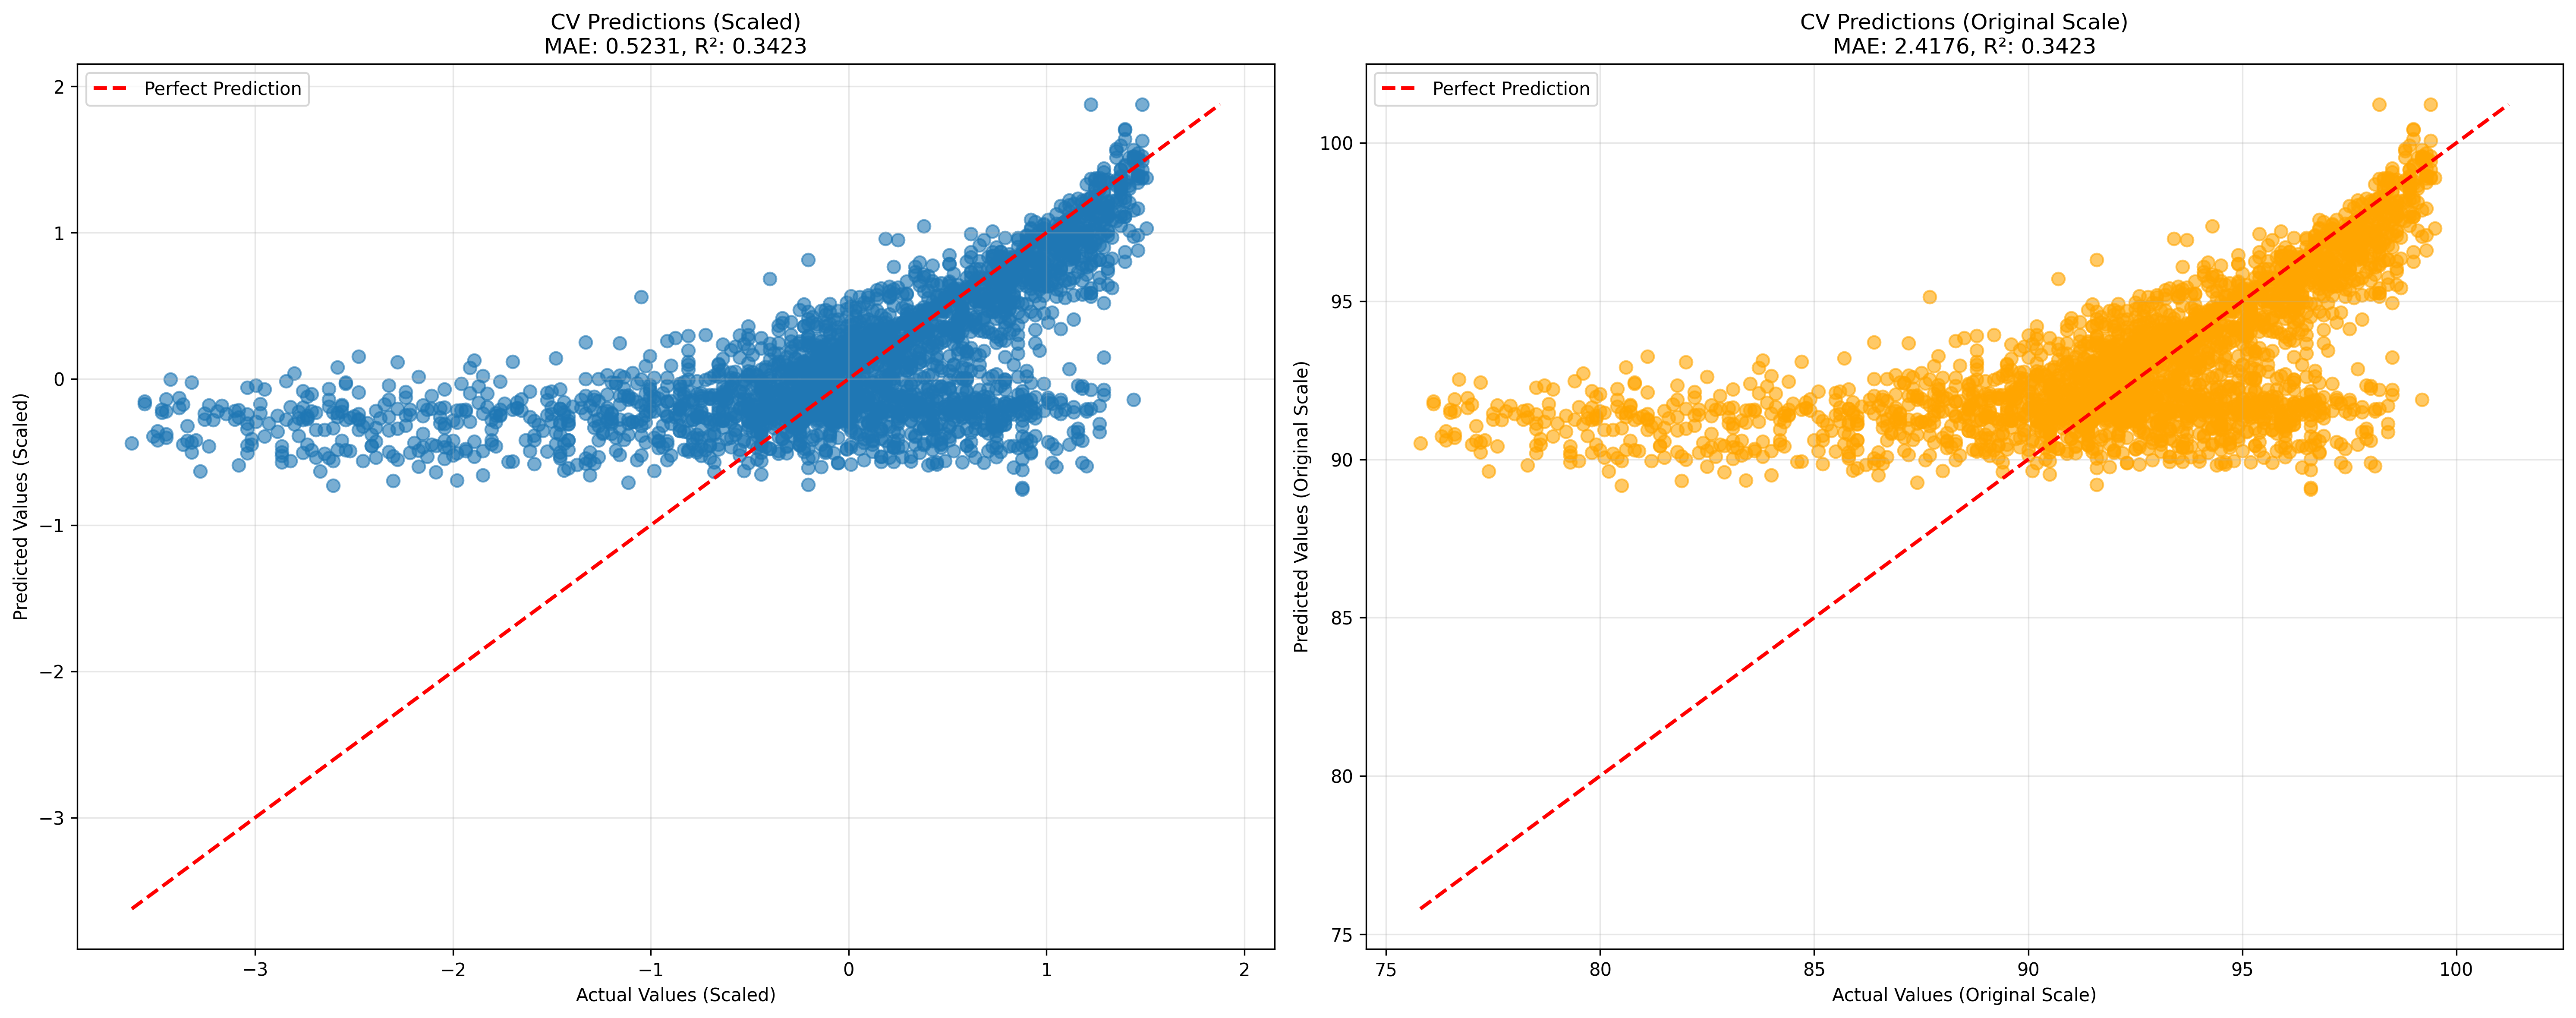 CV Predictions (Scaled)
MAE: 0.5231, R²: 0.3423
Perfect Prediction
2
1
0
−1
−2
−3
Predicted Values (Scaled)
−3
−2
−1
0
1
2
Actual Values (Scaled)
CV Predictions (Original Scale)
MAE: 2.4176, R²: 0.3423
Perfect Prediction
100
95
90
85
80
75
Predicted Values (Original Scale)
75
80
85
90
95
100
Actual Values (Original Scale)